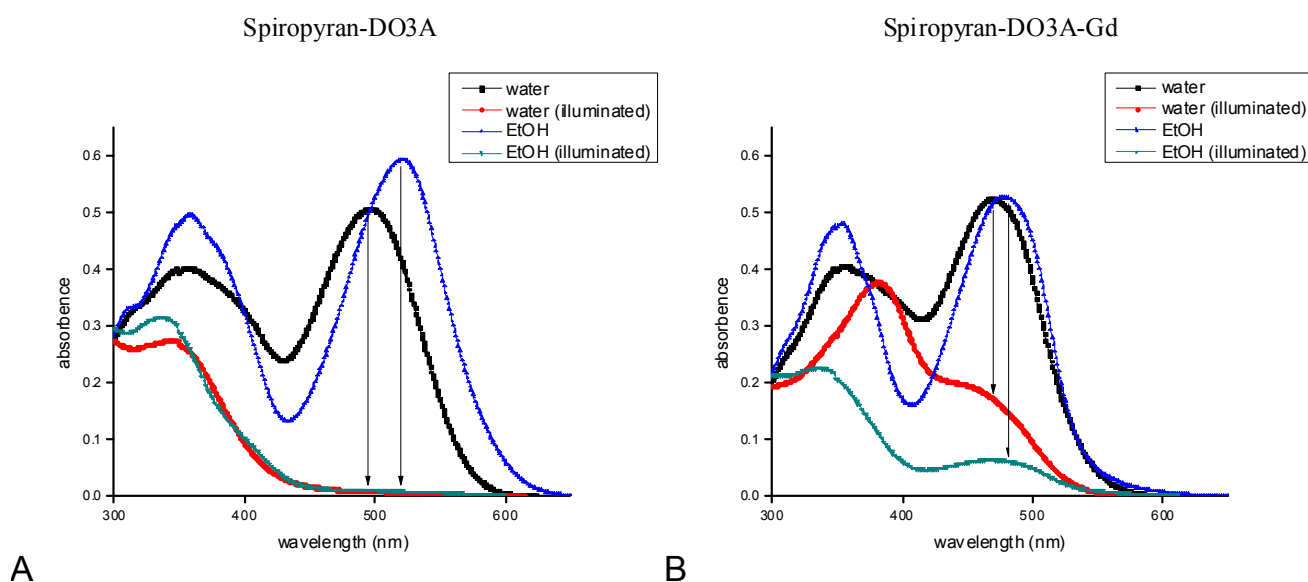 Spiropyran-DO3A
water
water (illuminated)
EtOH
EtOH (illuminated)
0.6
0.5
0.4
0.3
0.2
0.1
0.0
absorbence
300 400 500 600
wavelength (nm)
A
Spiropyran-DO3A-Gd
water
water (illuminated)
EtOH
EtOH (illuminated)
0.6
0.5
0.4
0.3
0.2
0.1
0.0
absorbence
300 400 500 600
wavelength (nm)
B